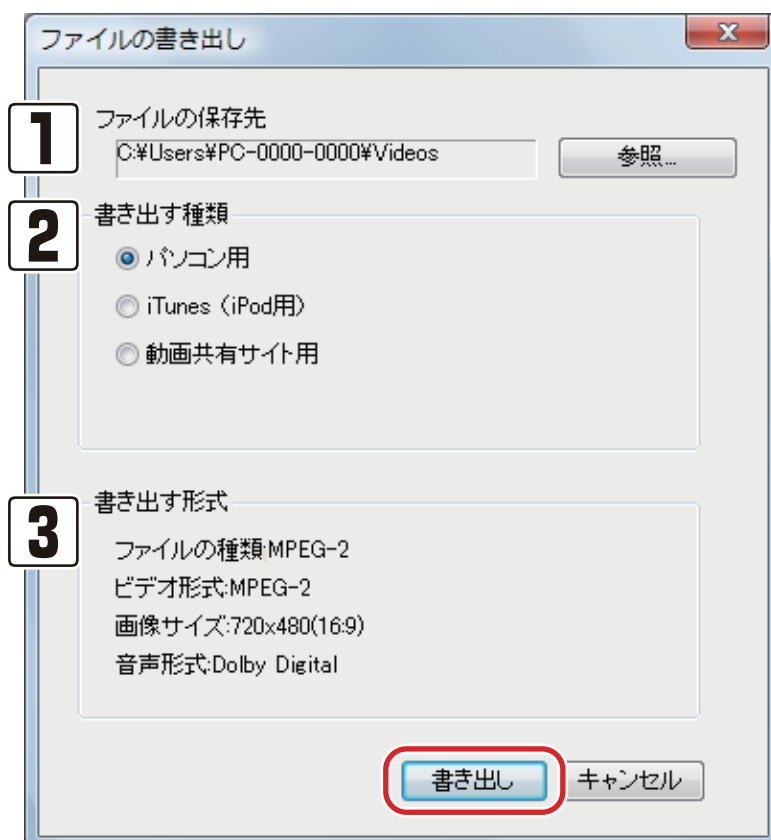 ファイルの書き出し
X
1
ファイルの保存先
C:¥Users¥PC-0000-0000¥Videos
参照...
2
書き出す種類
パソコン用
iTunes（iPod用）
動画共有サイト用
3
書き出す形式
ファイルの種類:MPEG-2
ビデオ形式:MPEG-2
画像サイズ:720x480(16:9)
音声形式:Dolby Digital
書き出し
キャンセル